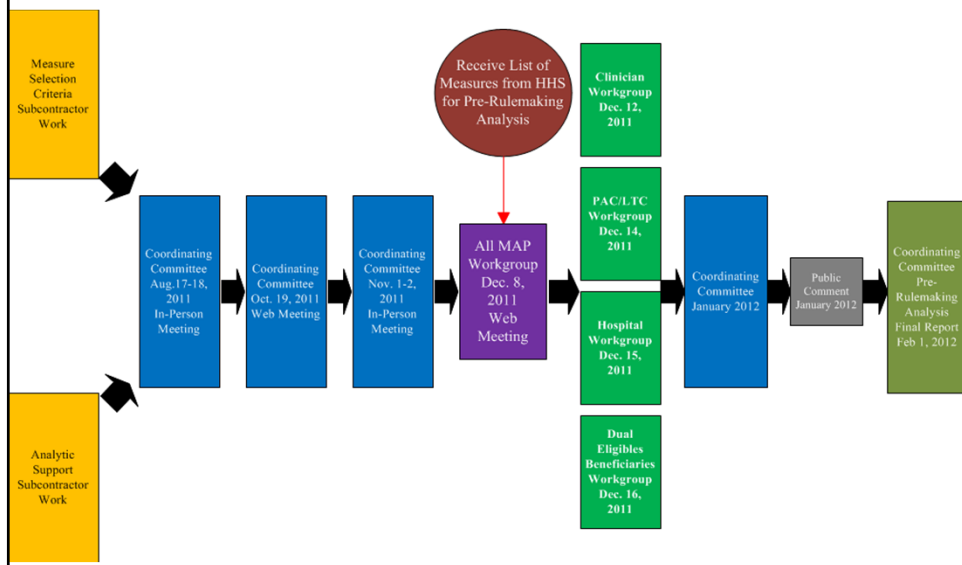 Measure
Selection
Criteria
Subcontractor
Work
Analytic
Support
Subcontractor
Work
Coordinating
Committee
Aug.17-18,
2011
In-Person
Meeting
Coordinating
Committee
Oct. 19, 2011
Web Meeting
Coordinating
Committee
Nov. 1-2,
2011
In-Person
Meeting
Receive List of
Measures from HHS
for Pre-Rulemaking
Analysis
All MAP
Workgroup
Dec. 8,
2011
Web
Meeting
Clinician
Workgroup
Dec. 12,
2011
PAC/LTC
Workgroup
Dec. 14,
2011
Hospital
Workgroup
Dec. 15,
2011
Dual
Eligibles
Beneficiaries
Workgroup
Dec. 16,
2011
Coordinating
Committee
January 2012
Public
Comment
January 2012
Coordinating
Committee
Pre-
Rulemaking
Analysis
Final Report
Feb 1, 2012